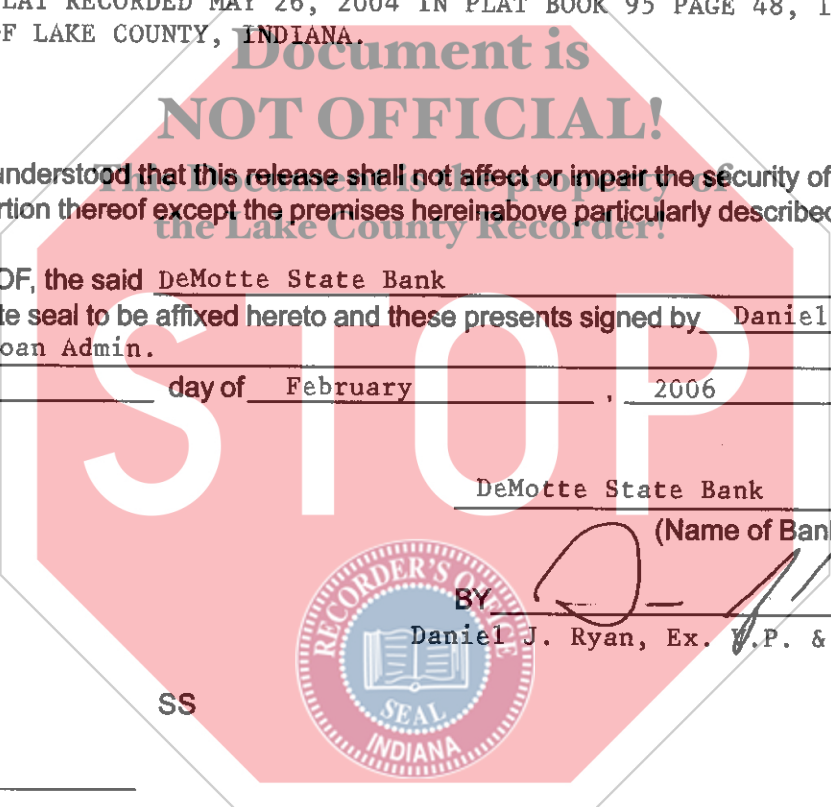 PLAT RECORDED MAY 26, 2004 IN PLAT BOOK 95 PAGE 48,
OF LAKE COUNTY, INDIANA.
Document is
NOT OFFICIAL!
This Document is the property of
the Lake County Recorder!
understood that this release shall not affect or impair the security of
rtion thereof except the premises hereinabove particularly described
OF, the said DeMotte State Bank
te seal to be affixed hereto and these presents signed by Daniel
oan Admin.
day of February , 2006
STOP
DeMotte State Bank
(Name of Bank
BY
Daniel J. Ryan, Ex. V.P. &
RECORDER'S OFFICE
SEAL
INDIANA
SS